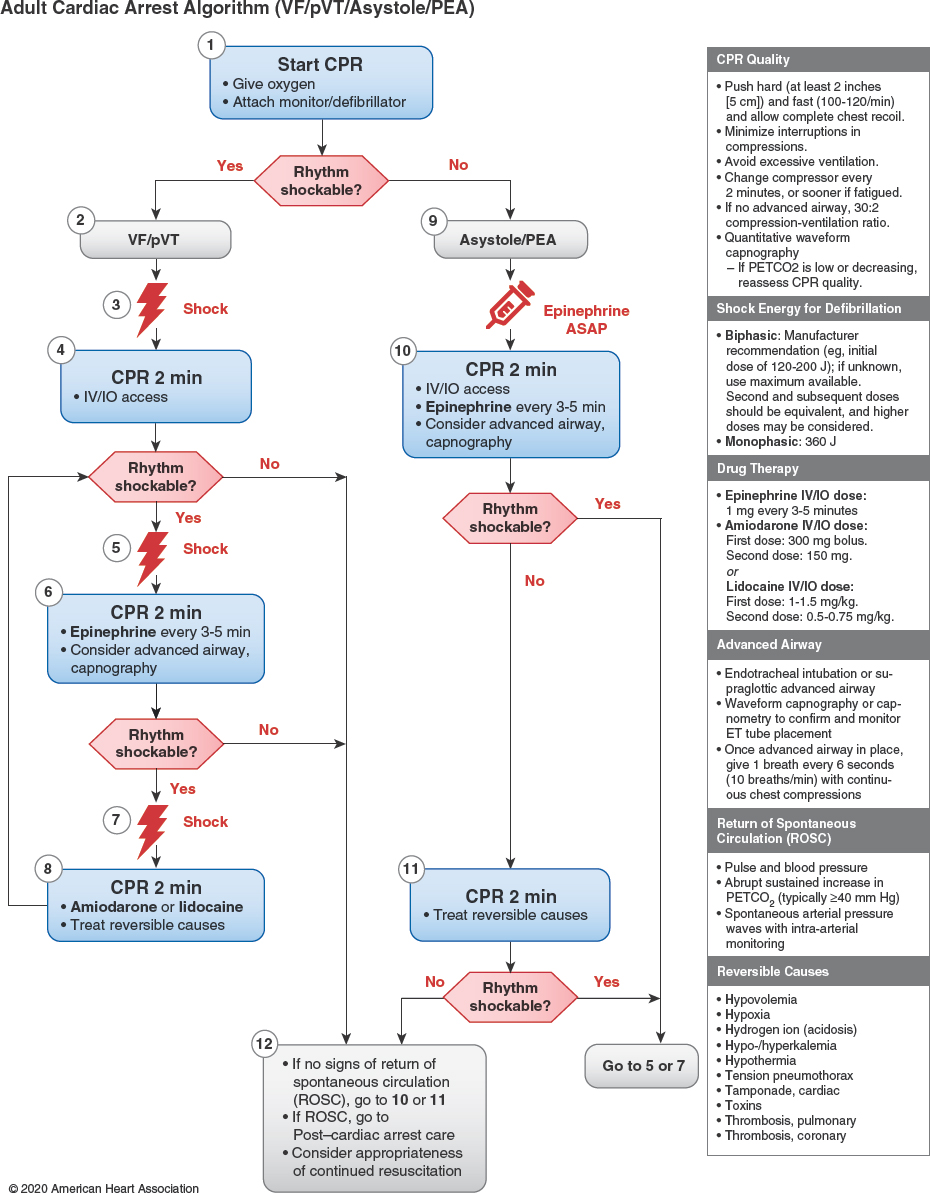 Adult Cardiac Arrest Algorithm (VF/pVT/Asystole/PEA)
1
Start CPR
• Give oxygen
• Attach monitor/defibrillator
Yes
Rhythm
shockable?
No
2
VF/pVT
3
Shock
4
CPR 2 min
• IV/IO access
Rhythm
shockable?
No
Yes
5
Shock
6
CPR 2 min
• Epinephrine every 3-5 min
• Consider advanced airway,
capnography
Rhythm
shockable?
No
Yes
7
Shock
8
CPR 2 min
• Amiodarone or lidocaine
• Treat reversible causes
9
Asystole/PEA
Epinephrine
ASAP
10
CPR 2 min
• IV/IO access
• Epinephrine every 3-5 min
• Consider advanced airway,
capnography
Rhythm
shockable?
Yes
No
11
CPR 2 min
• Treat reversible causes
No
Rhythm
shockable?
Yes
12
• If no signs of return of
spontaneous circulation
(ROSC), go to 10 or 11
• If ROSC, go to
Post–cardiac arrest care
• Consider appropriateness
of continued resuscitation
Go to 5 or 7
CPR Quality
• Push hard (at least 2 inches
[5 cm]) and fast (100-120/min)
and allow complete chest recoil.
• Minimize interruptions in
compressions.
• Avoid excessive ventilation.
• Change compressor every
2 minutes, or sooner if fatigued.
• If no advanced airway, 30:2
compression-ventilation ratio.
• Quantitative waveform
capnography
– If PETCO2 is low or decreasing,
reassess CPR quality.
Shock Energy for Defibrillation
• Biphasic: Manufacturer
recommendation (eg, initial
dose of 120-200 J); if unknown,
use maximum available.
Second and subsequent doses
should be equivalent, and higher
doses may be considered.
• Monophasic: 360 J
Drug Therapy
• Epinephrine IV/IO dose:
1 mg every 3-5 minutes
• Amiodarone IV/IO dose:
First dose: 300 mg bolus.
Second dose: 150 mg.
or
Lidocaine IV/IO dose:
First dose: 1-1.5 mg/kg.
Second dose: 0.5-0.75 mg/kg.
Advanced Airway
• Endotracheal intubation or su-
praglottic advanced airway
• Waveform capnography or cap-
nometry to confirm and monitor
ET tube placement
• Once advanced airway in place,
give 1 breath every 6 seconds
(10 breaths/min) with continu-
ous chest compressions
Return of Spontaneous
Circulation (ROSC)
• Pulse and blood pressure
• Abrupt sustained increase in
PETCO₂ (typically ≥40 mm Hg)
• Spontaneous arterial pressure
waves with intra-arterial
monitoring
Reversible Causes
• Hypovolemia
• Hypoxia
• Hydrogen ion (acidosis)
• Hypo-/hyperkalemia
• Hypothermia
• Tension pneumothorax
• Tamponade, cardiac
• Toxins
• Thrombosis, pulmonary
• Thrombosis, coronary
© 2020 American Heart Association